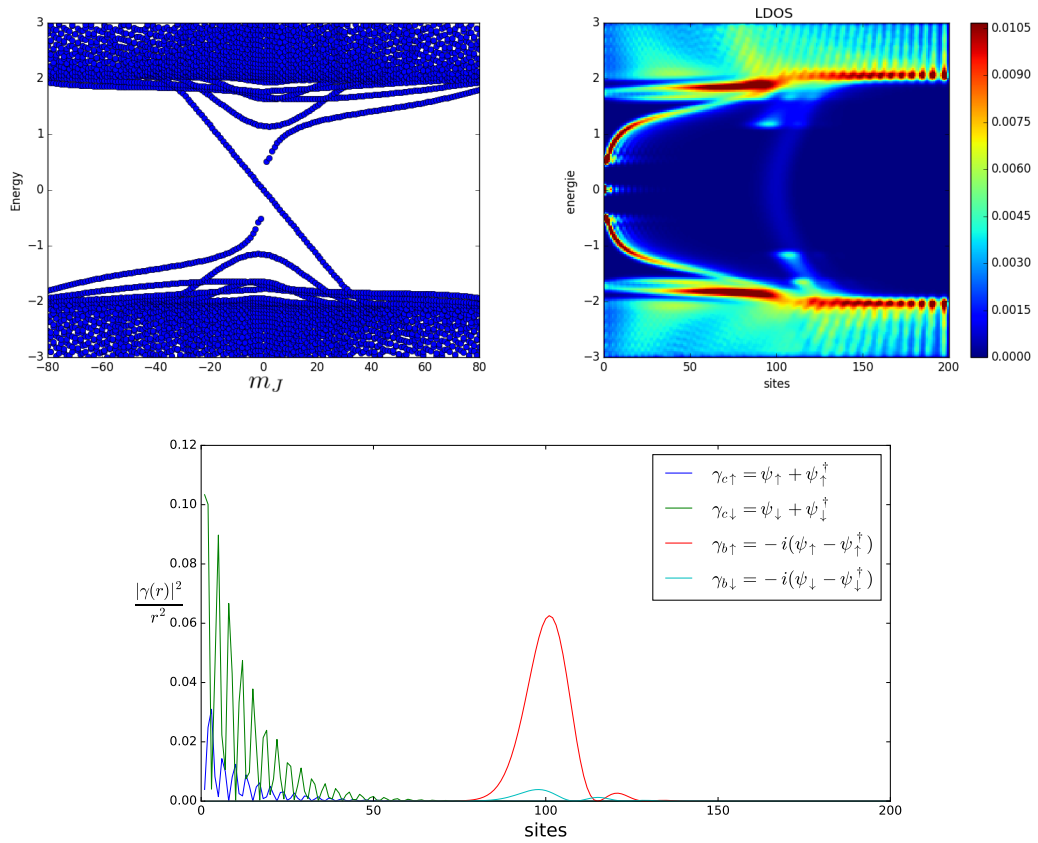 3
2
1
0
−1
−2
−3
Energy
−80 −60 −40 −20 0 20 40 60 80
m_J
LDOS
3
2
1
0
−1
−2
−3
energie
0 50 100 150 200
sites
0.0105
0.0090
0.0075
0.0060
0.0045
0.0030
0.0015
0.0000
0.12
0.10
0.08
0.06
0.04
0.02
0.00
|γ(r)|²
r²
γ_{c↑} = ψ_↑ + ψ_↑^†
γ_{c↓} = ψ_↓ + ψ_↓^†
γ_{b↑} = −i(ψ_↑ − ψ_↑^†)
γ_{b↓} = −i(ψ_↓ − ψ_↓^†)
0 50 100 150 200
sites